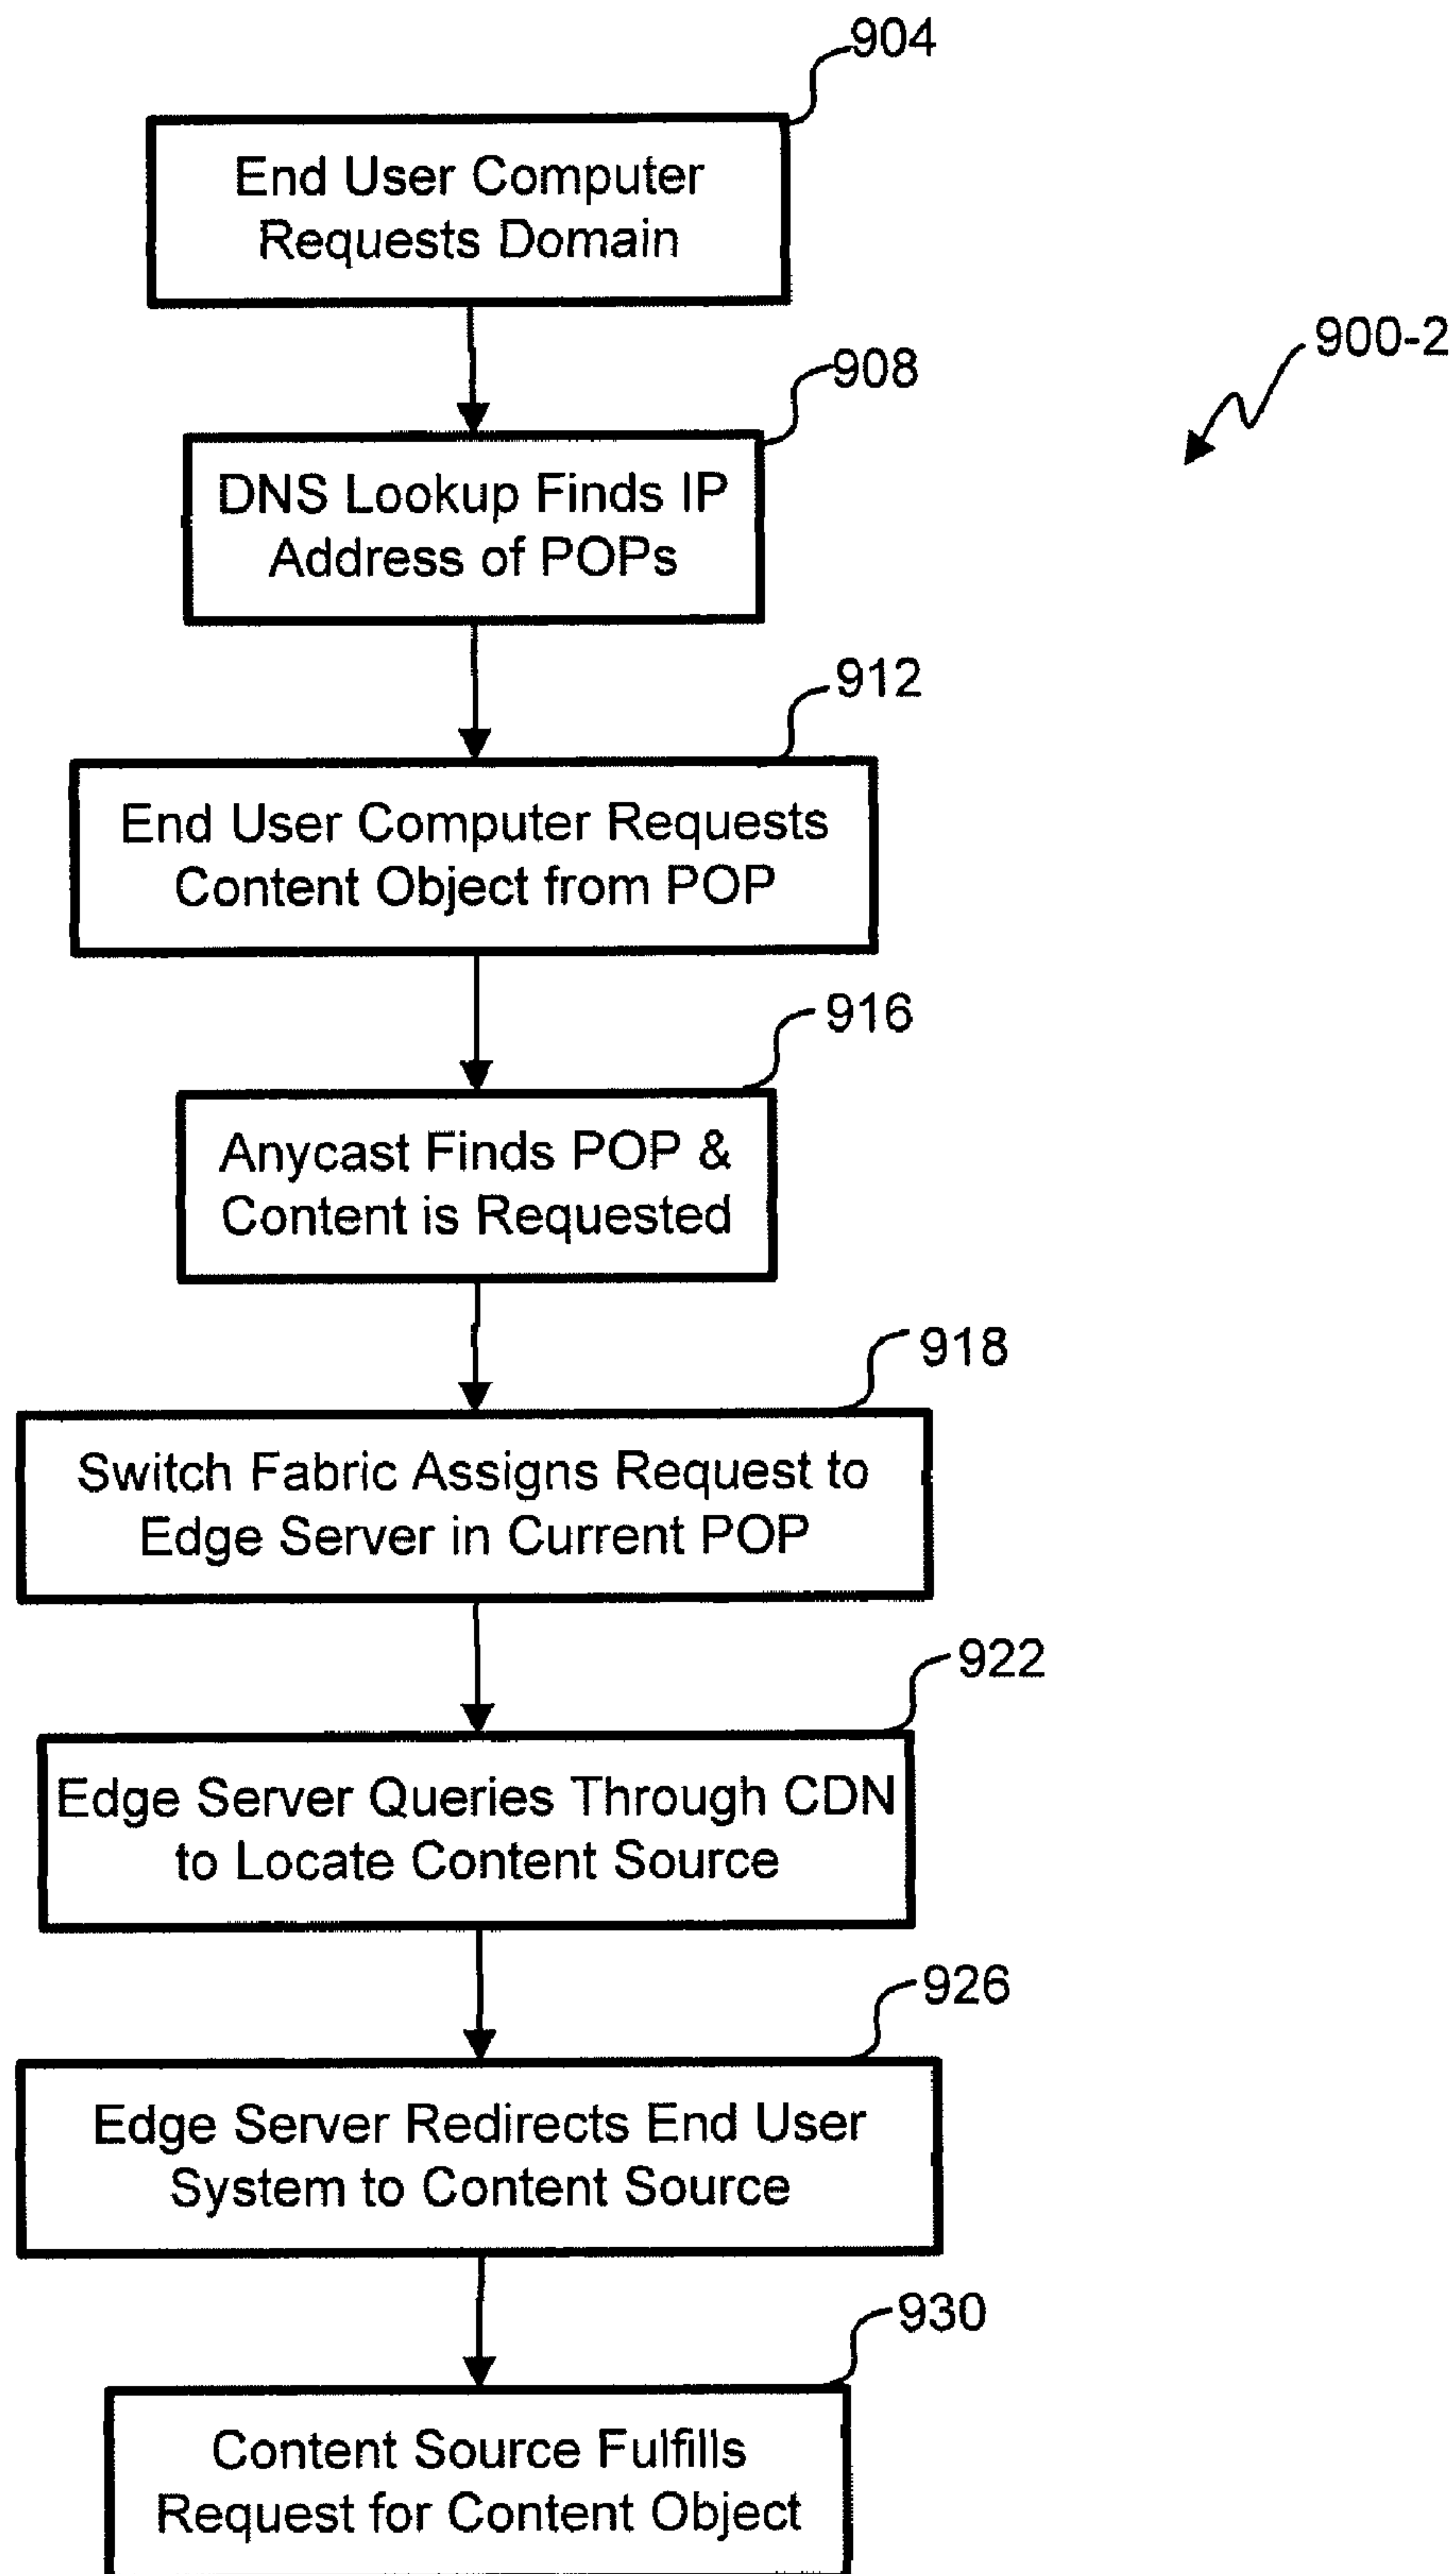 904
End User Computer
Requests Domain
900-2
908
DNS Lookup Finds IP
Address of POPs
912
End User Computer Requests
Content Object from POP
916
Anycast Finds POP &
Content is Requested
918
Switch Fabric Assigns Request to
Edge Server in Current POP
922
Edge Server Queries Through CDN
to Locate Content Source
926
Edge Server Redirects End User
System to Content Source
930
Content Source Fulfills
Request for Content Object